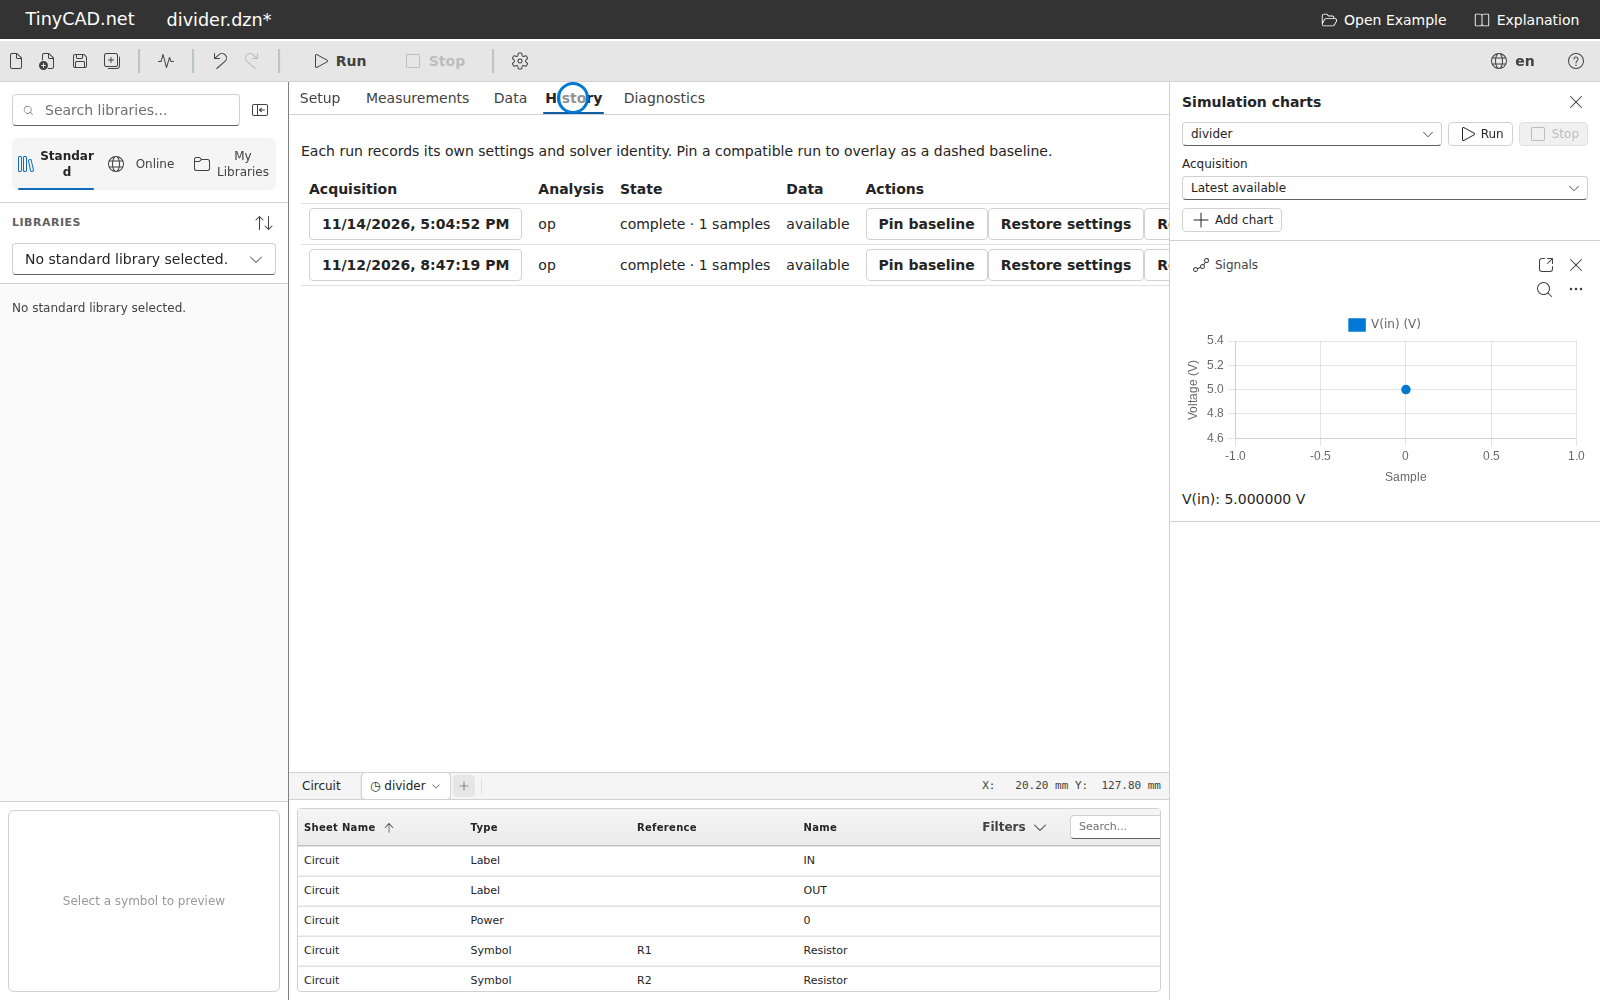 TinyCAD.net divider.dzn* Open Example Explanation
Run Stop en
Search libraries...
Standar
d
Online
My
Libraries
LIBRARIES
No standard library selected.
No standard library selected.
Select a symbol to preview
Setup Measurements Data History Diagnostics
Each run records its own settings and solver identity. Pin a compatible run to overlay as a dashed baseline.
Acquisition Analysis State Data Actions
11/14/2026, 5:04:52 PM op complete · 1 samples available Pin baseline Restore settings
11/12/2026, 8:47:19 PM op complete · 1 samples available Pin baseline Restore settings
Circuit divider X: 20.20 mm Y: 127.80 mm
Sheet Name Type Reference Name Filters Search...
Circuit Label IN
Circuit Label OUT
Circuit Power 0
Circuit Symbol R1 Resistor
Circuit Symbol R2 Resistor
Simulation charts
divider Run Stop
Acquisition
Latest available
Add chart
Signals
V(in) (V)
Voltage (V)
5.4
5.2
5.0
4.8
4.6
-1.0 -0.5 0 0.5 1.0
Sample
V(in): 5.000000 V